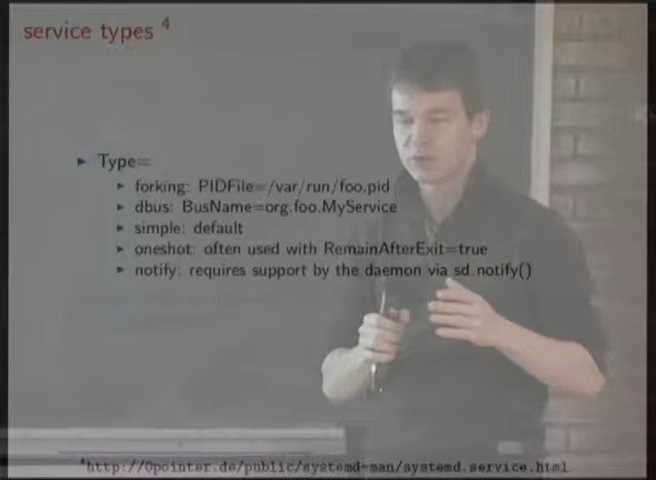 service types 4
Type=
forking: PIDFile=/var/run/foo.pid
dbus: BusName=org.foo.MyService
simple: default
oneshot: often used with RemainAfterExit=true
notify: requires support by the daemon via sd_notify()
4http://0pointer.de/public/systemd-man/systemd.service.html